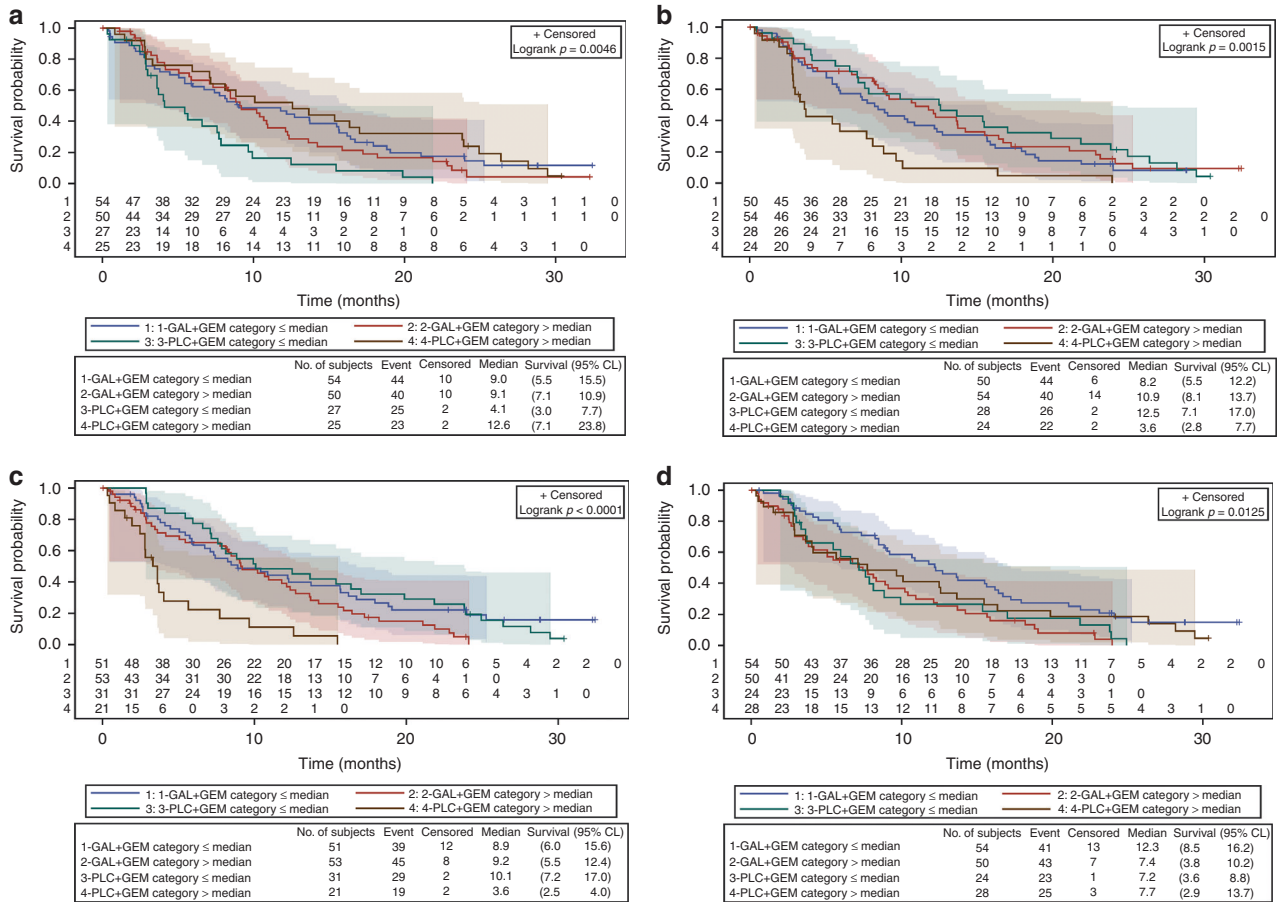 a
1.0
0.8
0.6
0.4
0.2
0.0
Survival probability
+ Censored
Logrank p = 0.0046
1 54 47 38 32 29 24 23 19 16 11 9 8 5 4 3 1 1 0
2 50 44 34 29 27 20 15 11 9 8 7 6 2 1 1 1 1 0
3 27 23 14 10 6 4 4 3 2 2 1 0
4 25 23 19 18 16 14 13 11 10 8 8 8 6 4 3 1 0
0 10 20 30
Time (months)
1: 1-GAL+GEM category ≤ median 2: 2-GAL+GEM category > median
3: 3-PLC+GEM category ≤ median 4: 4-PLC+GEM category > median
No. of subjects Event Censored Median Survival (95% CL)
1-GAL+GEM category ≤ median 54 44 10 9.0 (5.5 15.5)
2-GAL+GEM category > median 50 40 10 9.1 (7.1 10.9)
3-PLC+GEM category ≤ median 27 25 2 4.1 (3.0 7.7)
4-PLC+GEM category > median 25 23 2 12.6 (7.1 23.8)
b
1.0
0.8
0.6
0.4
0.2
0.0
Survival probability
+ Censored
Logrank p = 0.0015
1 50 45 36 28 25 21 18 15 12 10 7 6 2 2 2 0
2 54 46 36 33 31 23 20 15 13 9 9 8 5 3 2 2 0
3 28 26 24 21 16 15 15 12 10 9 8 7 6 4 3 1 0
4 24 20 9 7 6 3 2 2 2 1 1 1 0
0 10 20 30
Time (months)
1: 1-GAL+GEM category ≤ median 2: 2-GAL+GEM category > median
3: 3-PLC+GEM category ≤ median 4: 4-PLC+GEM category > median
No. of subjects Event Censored Median Survival (95% CL)
1-GAL+GEM category ≤ median 50 44 6 8.2 (5.5 12.2)
2-GAL+GEM category > median 54 40 14 10.9 (8.1 13.7)
3-PLC+GEM category ≤ median 28 26 2 12.5 7.1 17.0)
4-PLC+GEM category > median 24 22 2 3.6 (2.8 7.7)
c
1.0
0.8
0.6
0.4
0.2
0.0
Survival probability
+ Censored
Logrank p < 0.0001
1 51 48 38 30 26 22 20 17 15 12 10 10 6 5 4 2 2 0
2 53 43 34 31 30 22 18 13 10 7 6 4 1 0
3 31 31 27 24 19 16 15 13 12 10 9 8 6 4 3 1 0
4 21 15 6 0 3 2 2 1 0
0 10 20 30
Time (months)
1: 1-GAL+GEM category ≤ median 2: 2-GAL+GEM category > median
3: 3-PLC+GEM category ≤ median 4: 4-PLC+GEM category > median
No. of subjects Event Censored Median Survival (95% CL)
1-GAL+GEM category ≤ median 51 39 12 8.9 (6.0 15.6)
2-GAL+GEM category > median 53 45 8 9.2 (5.5 12.4)
3-PLC+GEM category ≤ median 31 29 2 10.1 (7.2 17.0)
4-PLC+GEM category > median 21 19 2 3.6 (2.5 4.0)
d
1.0
0.8
0.6
0.4
0.2
0.0
Survival probability
+ Censored
Logrank p = 0.0125
1 54 50 43 37 36 28 25 20 18 13 13 11 7 5 4 2 2 0
2 50 41 29 24 20 16 13 10 7 6 3 3 0
3 24 23 15 13 9 6 6 6 5 4 4 3 1 0
4 28 23 18 15 13 12 11 8 7 6 5 5 5 4 3 1 0
0 10 20 30
Time (months)
1: 1-GAL+GEM category ≤ median 2: 2-GAL+GEM category > median
3: 3-PLC+GEM category ≤ median 4: 4-PLC+GEM category > median
No. of subjects Event Censored Median Survival (95% CL)
1-GAL+GEM category ≤ median 54 41 13 12.3 (8.5 16.2)
2-GAL+GEM category > median 50 43 7 7.4 (3.8 10.2)
3-PLC+GEM category ≤ median 24 23 1 7.2 (3.6 8.8)
4-PLC+GEM category > median 28 25 3 7.7 (2.9 13.7)